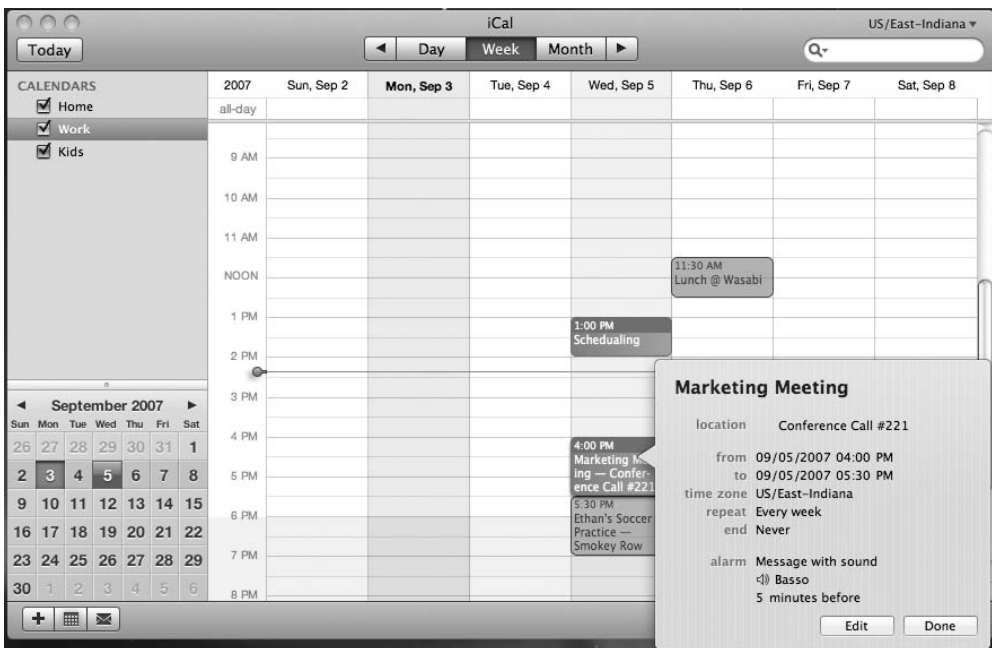 iCal
US/East-Indiana
Today
Day Week Month
CALENDARS
Home
Work
Kids
2007 Sun, Sep 2 Mon, Sep 3 Tue, Sep 4 Wed, Sep 5 Thu, Sep 6 Fri, Sep 7 Sat, Sep 8
all-day
9 AM
10 AM
11 AM
NOON
1 PM
2 PM
3 PM
4 PM
5 PM
6 PM
7 PM
8 PM
11:30 AM
Lunch @ Wasabi
1:00 PM
Schedualing
4:00 PM
Marketing
ing — Confer-
ence Call #221
5:30 PM
Ethan's Soccer
Practice —
Smokey Row
September 2007
Sun Mon Tue Wed Thu Fri Sat
26 27 28 29 30 31 1
2 3 4 5 6 7 8
9 10 11 12 13 14 15
16 17 18 19 20 21 22
23 24 25 26 27 28 29
30 1 2 3 4 5 6
Marketing Meeting
location Conference Call #221
from 09/05/2007 04:00 PM
to 09/05/2007 05:30 PM
time zone US/East-Indiana
repeat Every week
end Never
alarm Message with sound
Basso
5 minutes before
Edit Done